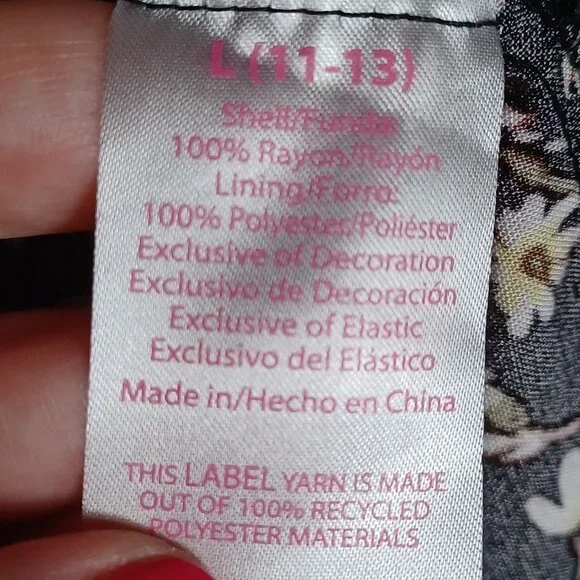 L (11-13)
Shell/Funda
100% Rayon/Rayón
Lining/Forro:
100% Polyester/Poliéster
Exclusive of Decoration
Exclusivo de Decoración
Exclusive of Elastic
Exclusivo del Elástico
Made in/Hecho en China
THIS LABEL YARN IS MADE
OUT OF 100% RECYCLED
POLYESTER MATERIALS